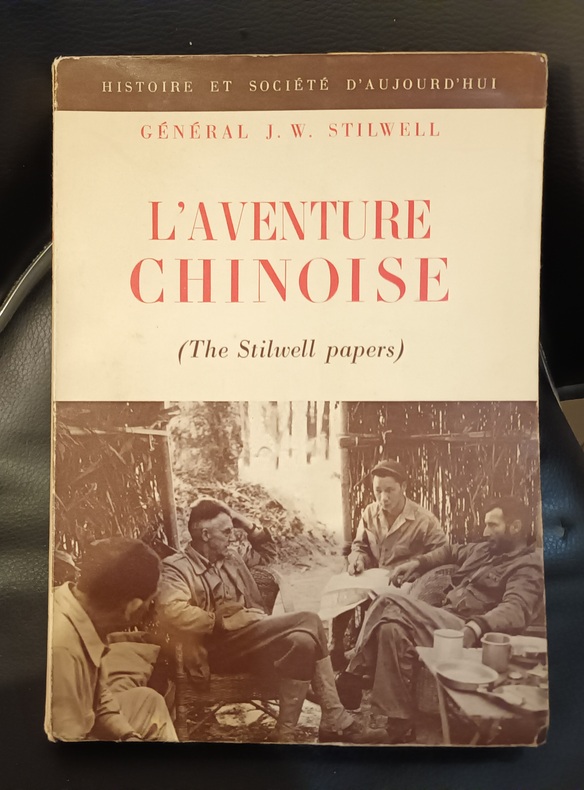 HISTOIRE ET SOCIÉTÉ D'AUJOURD'HUI
GÉNÉRAL J. W. STILWELL
L'AVENTURE
CHINOISE
(The Stilwell papers)